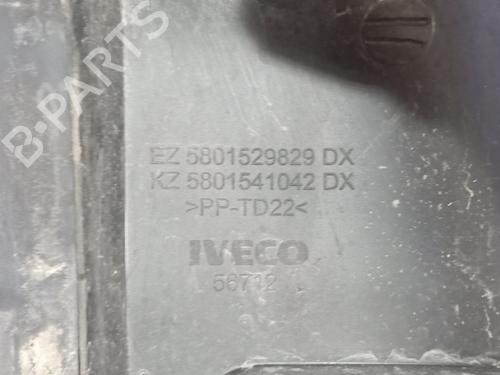 B-PARTS
EZ 5801529829 DX
KZ 5801541042 DX
>PP-TD22<
IVECO
56712